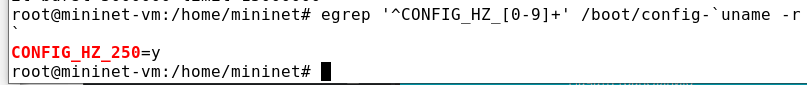 root@mininet-vm:/home/mininet# egrep '^CONFIG_HZ_[0-9]+' /boot/config-`uname -r
`
CONFIG_HZ_250=y
root@mininet-vm:/home/mininet#